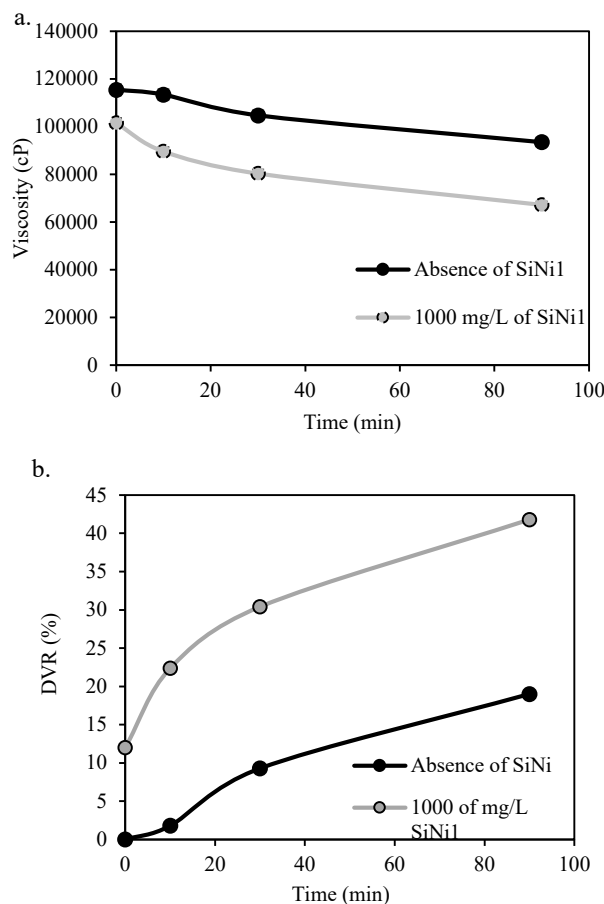 a.
140000
120000
100000
80000
60000
40000
20000
0
Viscosity (cP)
Absence of SiNi1
1000 mg/L of SiNi1
0 20 40 60 80 100
Time (min)
b.
45
40
35
30
25
20
15
10
5
0
DVR (%)
Absence of SiNi
1000 of mg/L
SiNi1
0 20 40 60 80 100
Time (min)